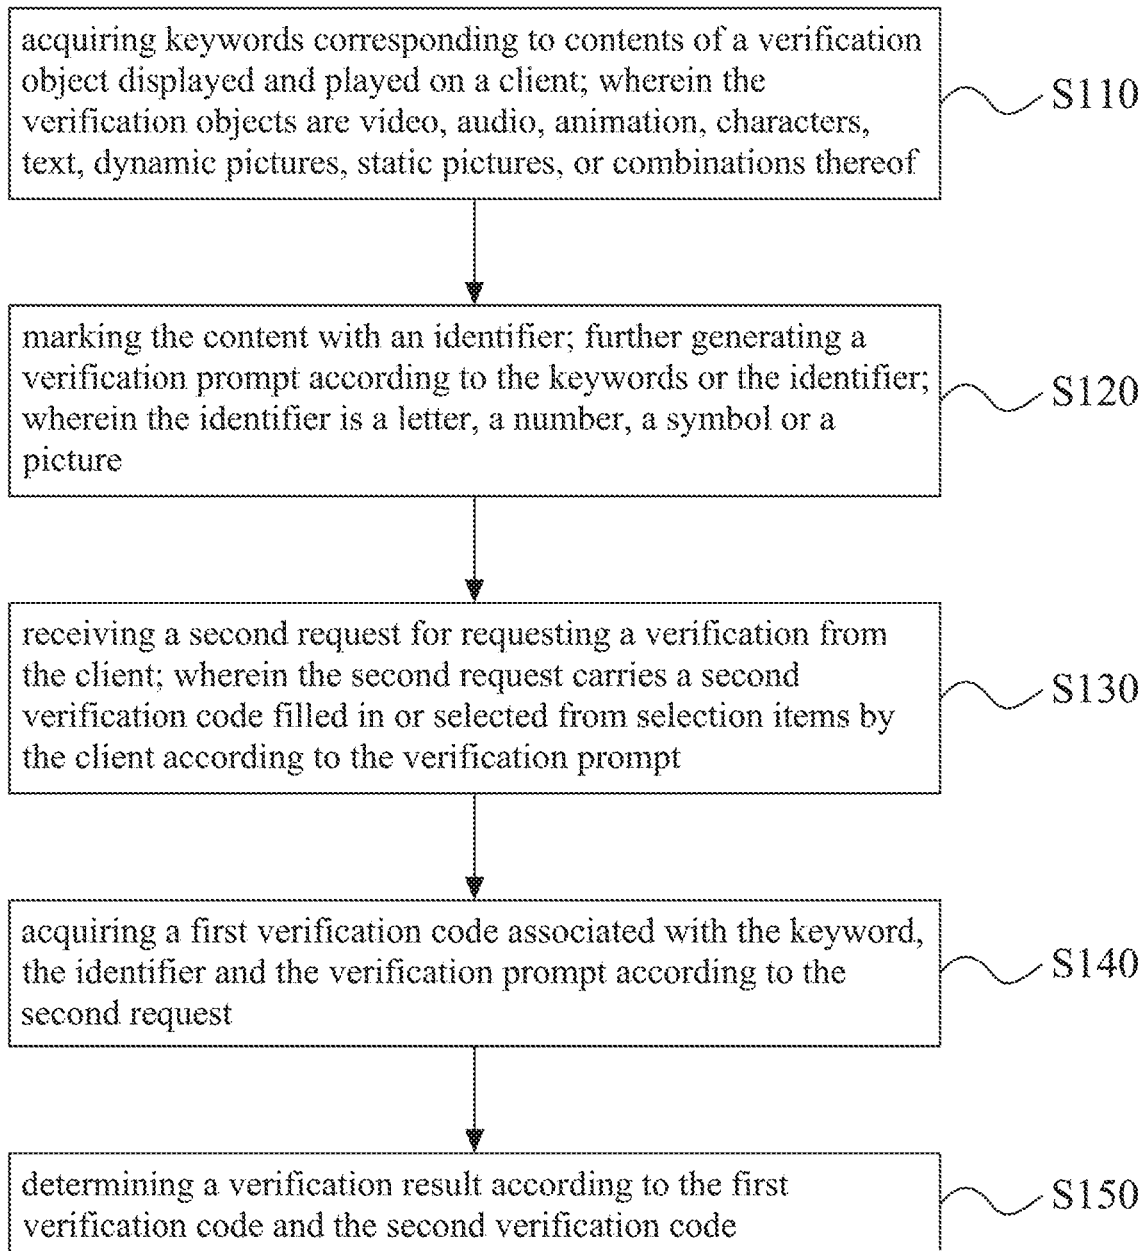 acquiring keywords corresponding to contents of a verification
object displayed and played on a client; wherein the
verification objects are video, audio, animation, characters,
text, dynamic pictures, static pictures, or combinations thereof
S110
marking the content with an identifier; further generating a
verification prompt according to the keywords or the identifier;
wherein the identifier is a letter, a number, a symbol or a
picture
S120
receiving a second request for requesting a verification from
the client; wherein the second request carries a second
verification code filled in or selected from selection items by
the client according to the verification prompt
S130
acquiring a first verification code associated with the keyword,
the identifier and the verification prompt according to the
second request
S140
determining a verification result according to the first
verification code and the second verification code
S150